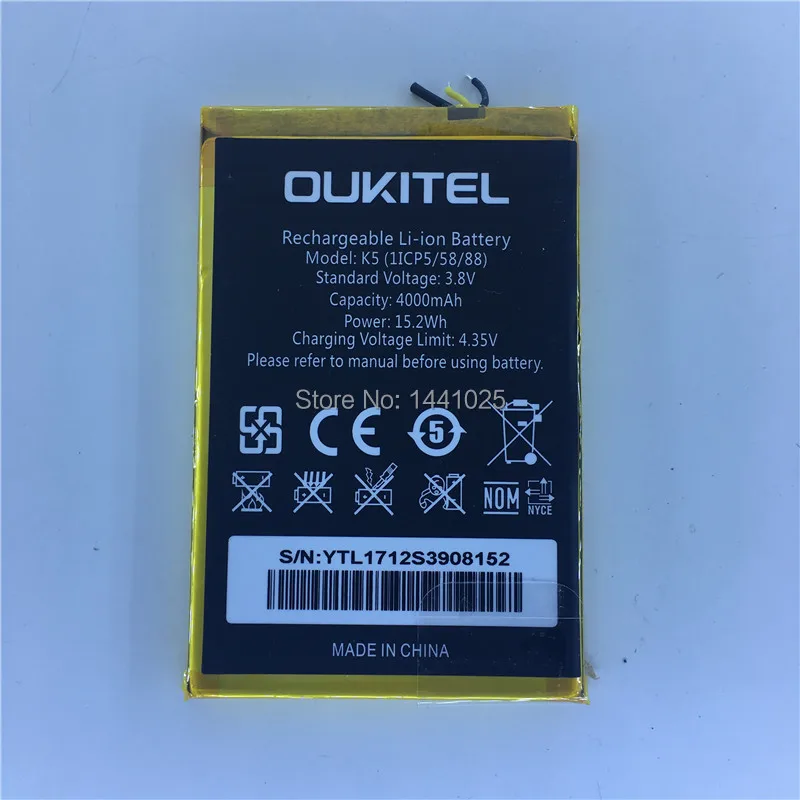 OUKITEL
Rechargeable Li-ion Battery
Model: K5 (1ICP5/58/88)
Standard Voltage: 3.8V
Capacity: 4000mAh
Power: 15.2Wh
Charging Voltage Limit: 4.35V
Please refer to manual before using battery.
Store No: 1441025
CE 5
NOM NYCE
S/N:YTL1712S3908152
MADE IN CHINA